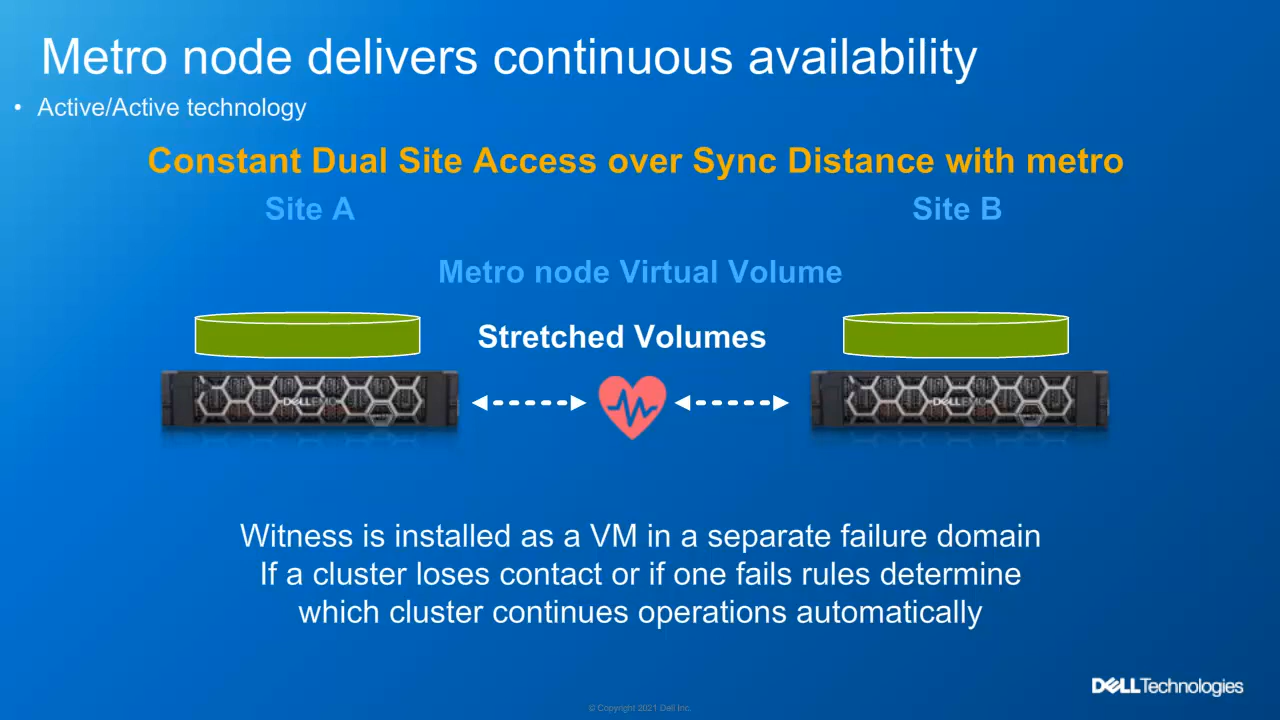 Metro node delivers continuous availability
• Active/Active technology
Constant Dual Site Access over Sync Distance with metro
Site A
Site B
Metro node Virtual Volume
Stretched Volumes
DELLEMC
DELLEMC
Witness is installed as a VM in a separate failure domain
If a cluster loses contact or if one fails rules determine
which cluster continues operations automatically
DELLTechnologies
© Copyright 2021 Dell Inc.